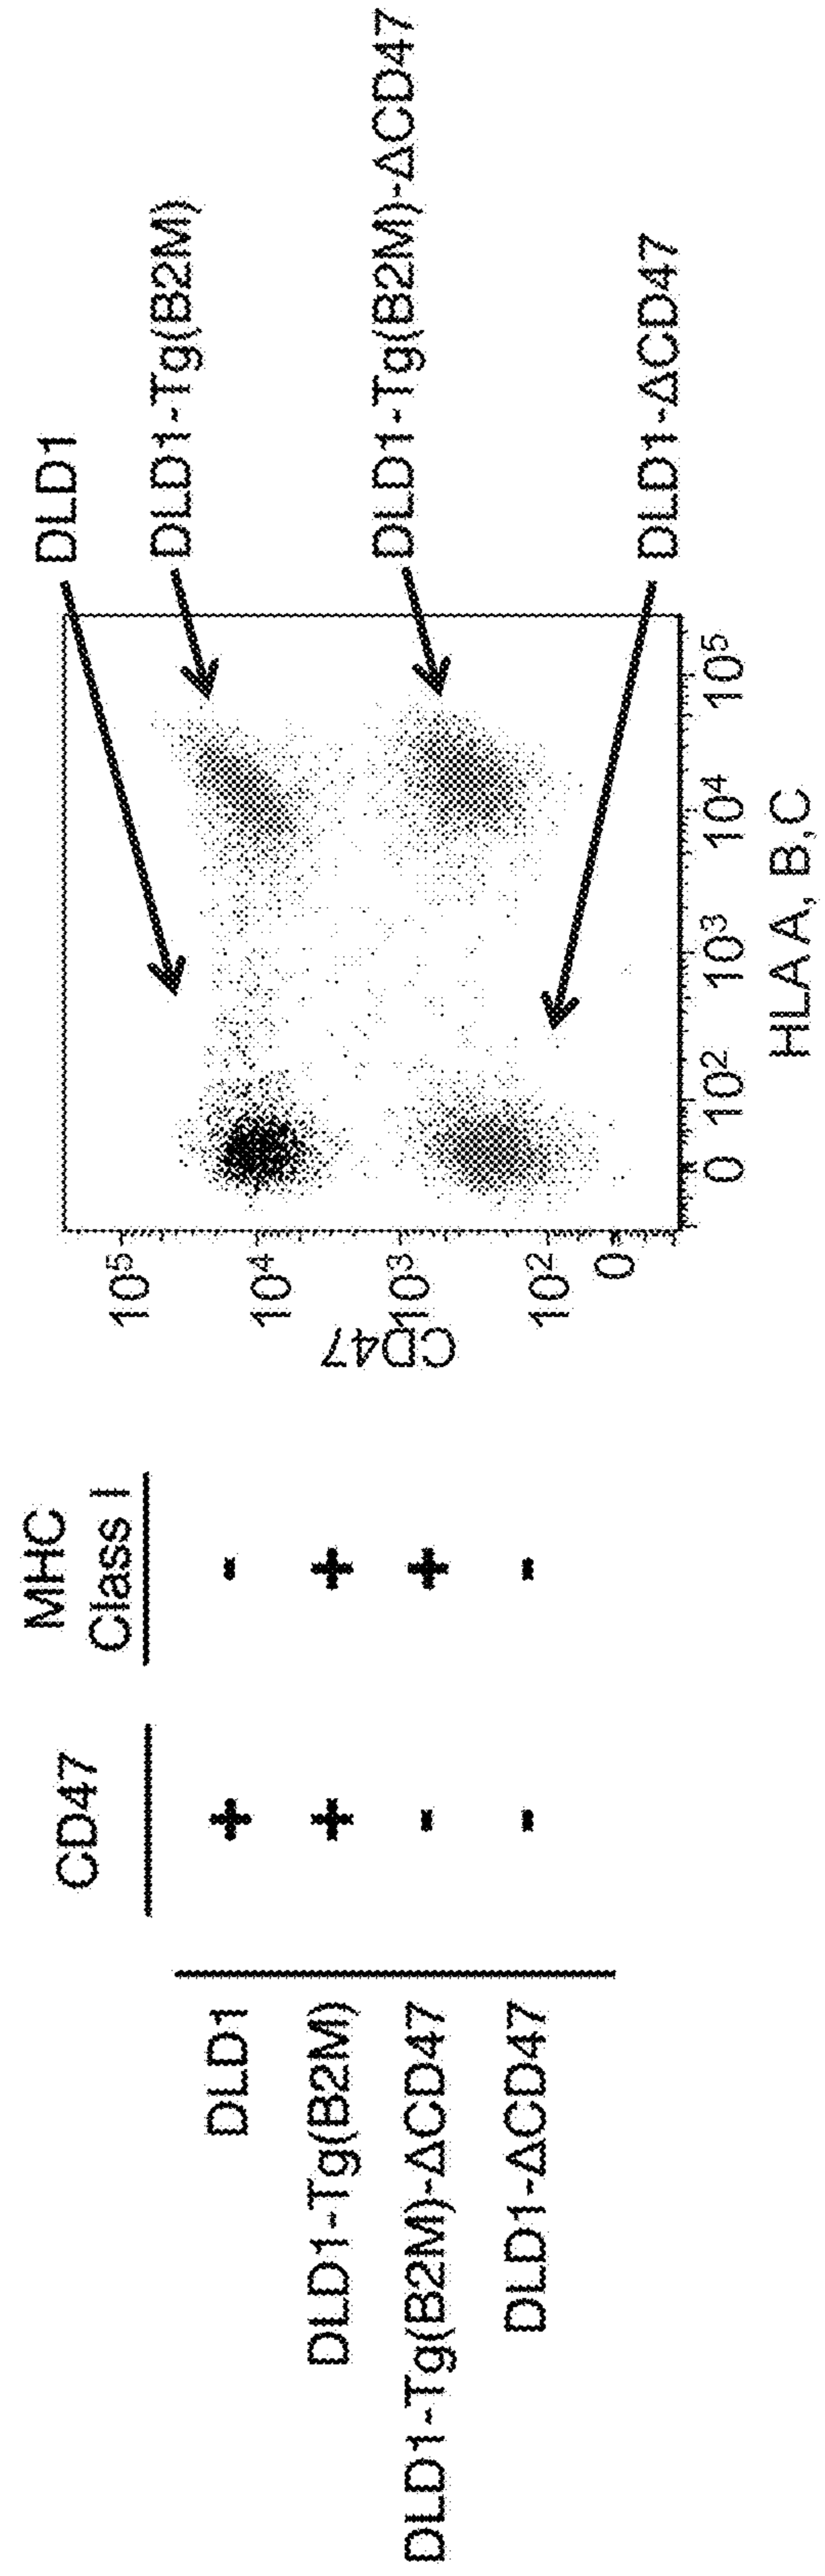 CD47
MHC
Class I
DLD1
+
-
DLD1-Tg(B2M)
+
+
DLD1-Tg(B2M)-ΔCD47
-
+
DLD1-ΔCD47
-
-
CD47
10⁵
10⁴
10³
10²
0
0
10²
10³
10⁴
10⁵
HLA A, B,C
DLD1
DLD1-Tg(B2M)
DLD1-Tg(B2M)-ΔCD47
DLD1-ΔCD47